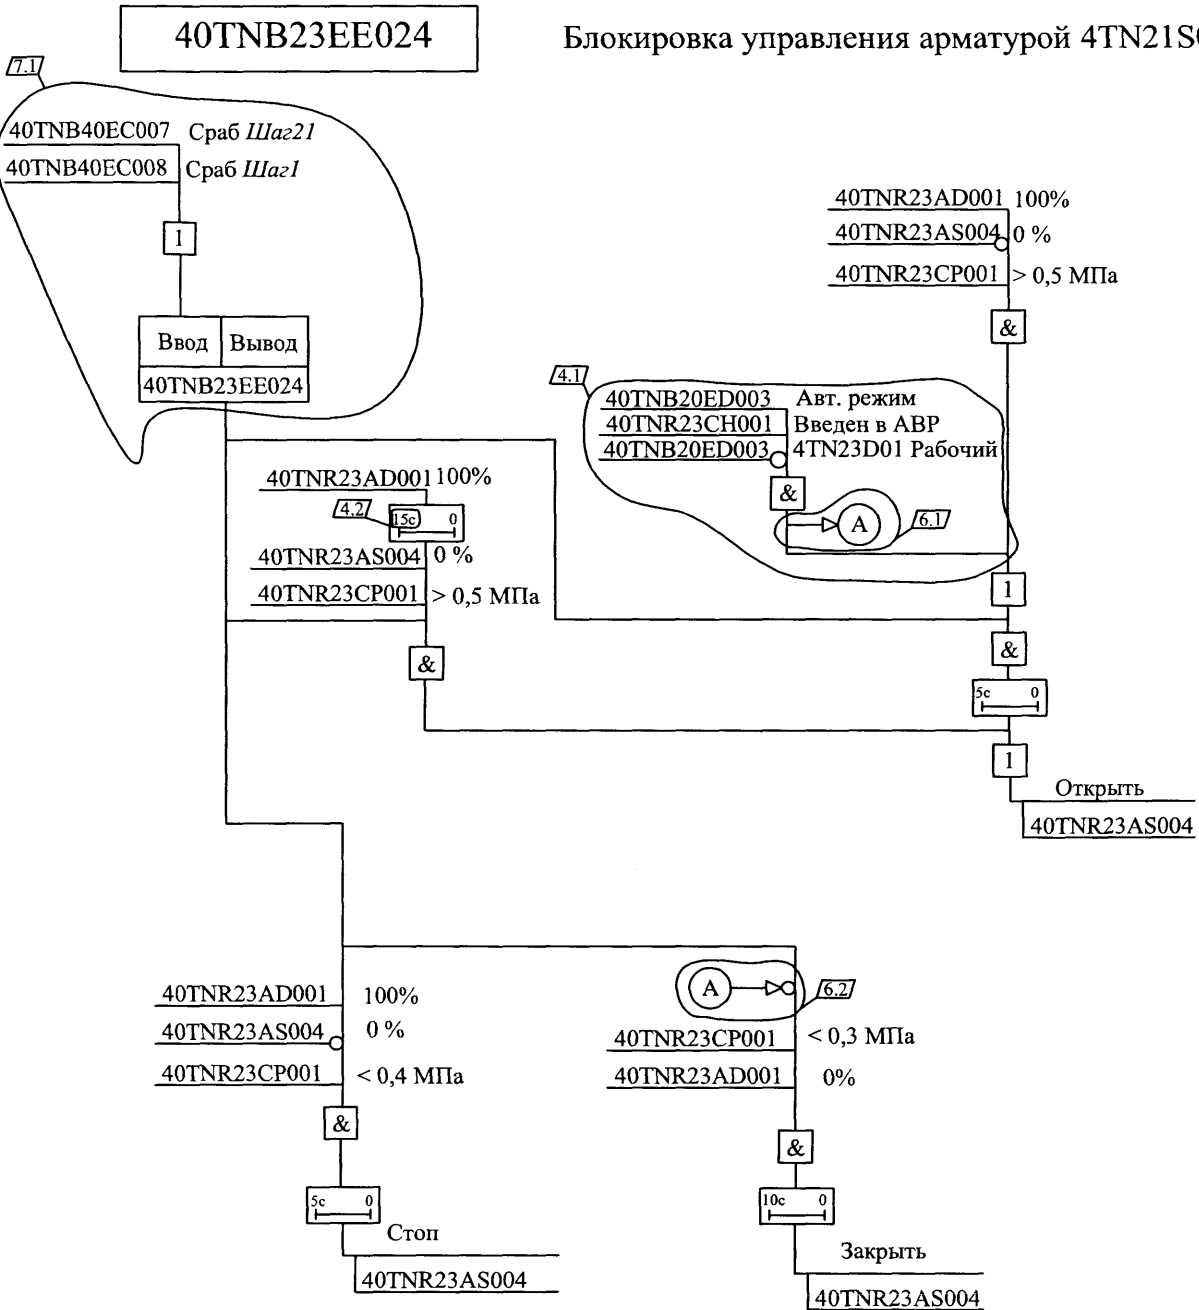 40TNB23EE024
Блокировка управления арматурой 4TN21S
7.1
40TNB40EC007 Сраб Шаг21
40TNB40EC008 Сраб Шаг1
1
Ввод Вывод
40TNB23EE024
40TNR23AD001 100%
40TNR23AS004 0 %
40TNR23CP001 > 0,5 МПа
&
4.1
40TNB20ED003 Авт. режим
40TNR23CH001 Введен в АВР
40TNB20ED003 4TN23D01 Рабочий
&
A
6.1
1
40TNR23AD001 100%
4.2
15с 0
40TNR23AS004 0 %
40TNR23CP001 > 0,5 МПа
&
&
5с 0
1
Открыть
40TNR23AS004
40TNR23AD001 100%
40TNR23AS004 0 %
40TNR23CP001 < 0,4 МПа
&
5с 0
Стоп
40TNR23AS004
A
6.2
40TNR23CP001 < 0,3 МПа
40TNR23AD001 0%
&
10с 0
Закрыть
40TNR23AS004